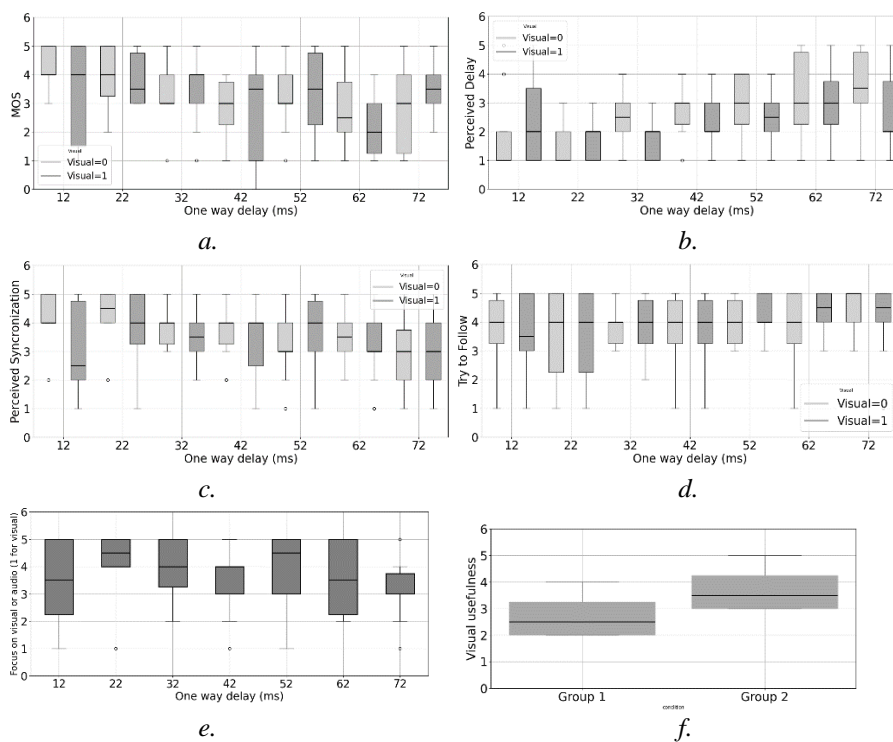 6
5
4
3
2
1
0
MOS
Visual
Visual=0
Visual=1
12 22 32 42 52 62 72
One way delay (ms)
a.
6
5
4
3
2
1
0
Perceived Delay
Visual
Visual=0
Visual=1
12 22 32 42 52 62 72
One way delay (ms)
b.
6
5
4
3
2
1
0
Perceived Syncronization
Visual
Visual=0
Visual=1
12 22 32 42 52 62 72
One way delay (ms)
c.
6
5
4
3
2
1
0
Try to Follow
Visual
Visual=0
Visual=1
12 22 32 42 52 62 72
One way delay (ms)
d.
6
5
4
3
2
1
0
Focus on visual or audio (1 for visual)
12 22 32 42 52 62 72
One way delay (ms)
e.
6
5
4
3
2
1
0
Visual usefulness
Group 1 Group 2
condition
f.